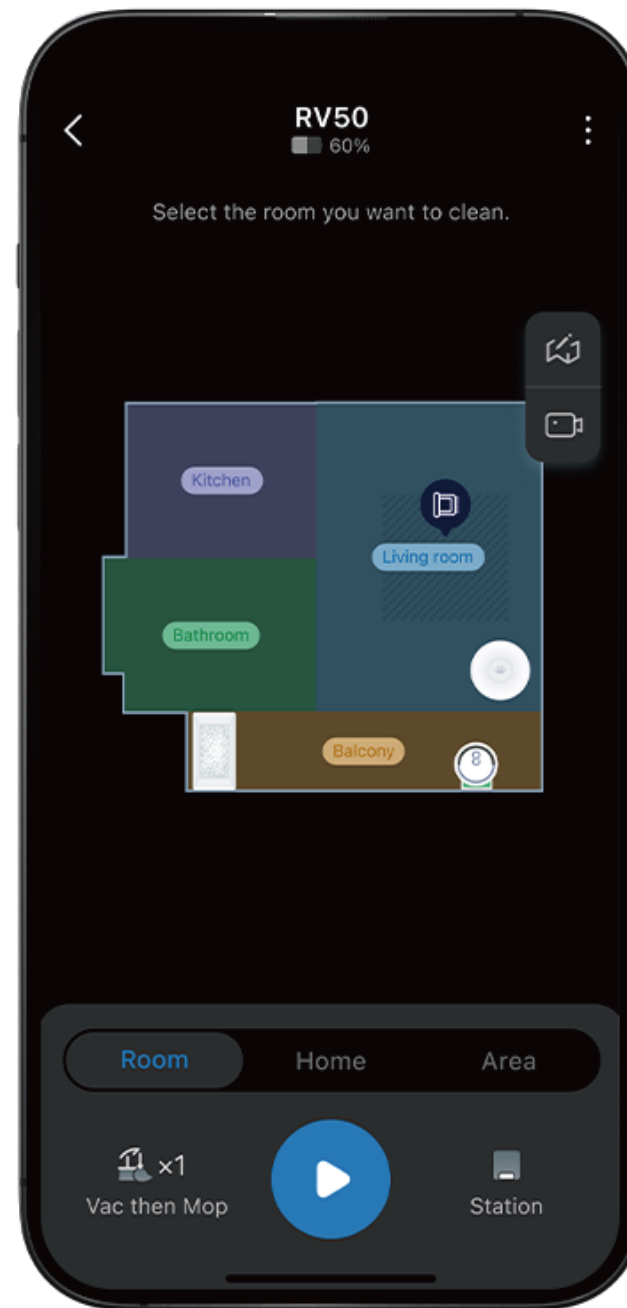 RV50
60%
Select the room you want to clean.
Kitchen
Living room
Bathroom
Balcony
8
Room Home Area
×1
Vac then Mop
Station